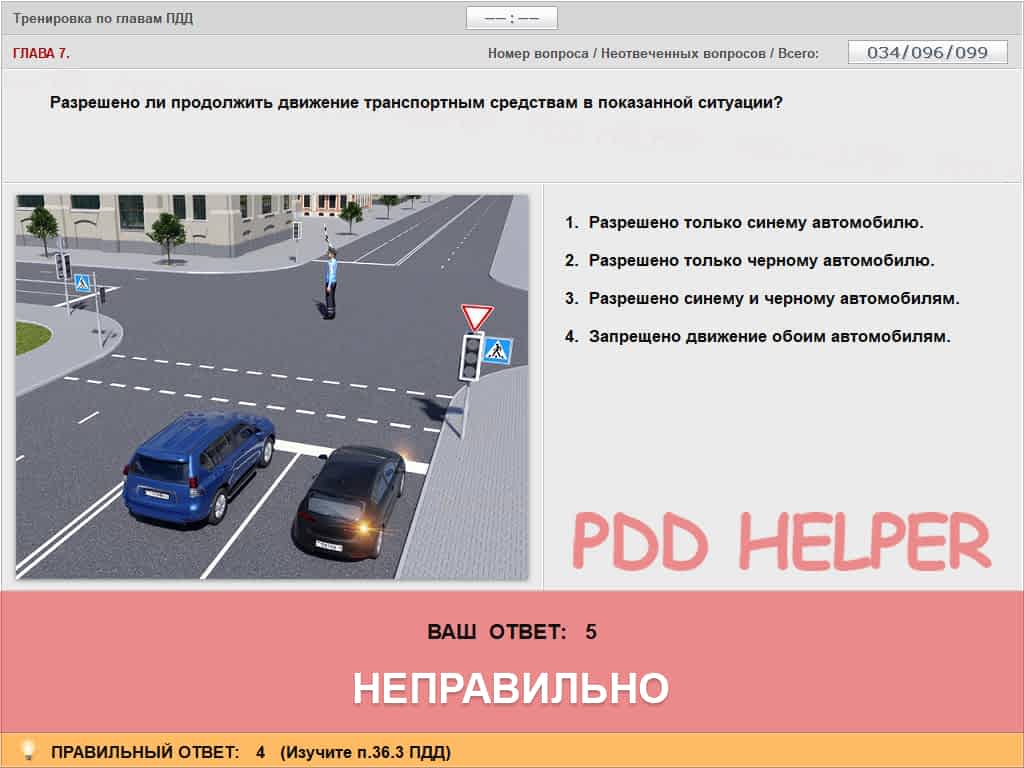 Тренировка по главам ПДД
—— : ——
ГЛАВА 7.
Номер вопроса / Неотвеченных вопросов / Всего:
034/096/099
Разрешено ли продолжить движение транспортным средствам в показанной ситуации?
1. Разрешено только синему автомобилю.
2. Разрешено только черному автомобилю.
3. Разрешено синему и черному автомобилям.
4. Запрещено движение обоим автомобилям.
PDD HELPER
ВАШ ОТВЕТ: 5
НЕПРАВИЛЬНО
ПРАВИЛЬНЫЙ ОТВЕТ: 4 (Изучите п.36.3 ПДД)